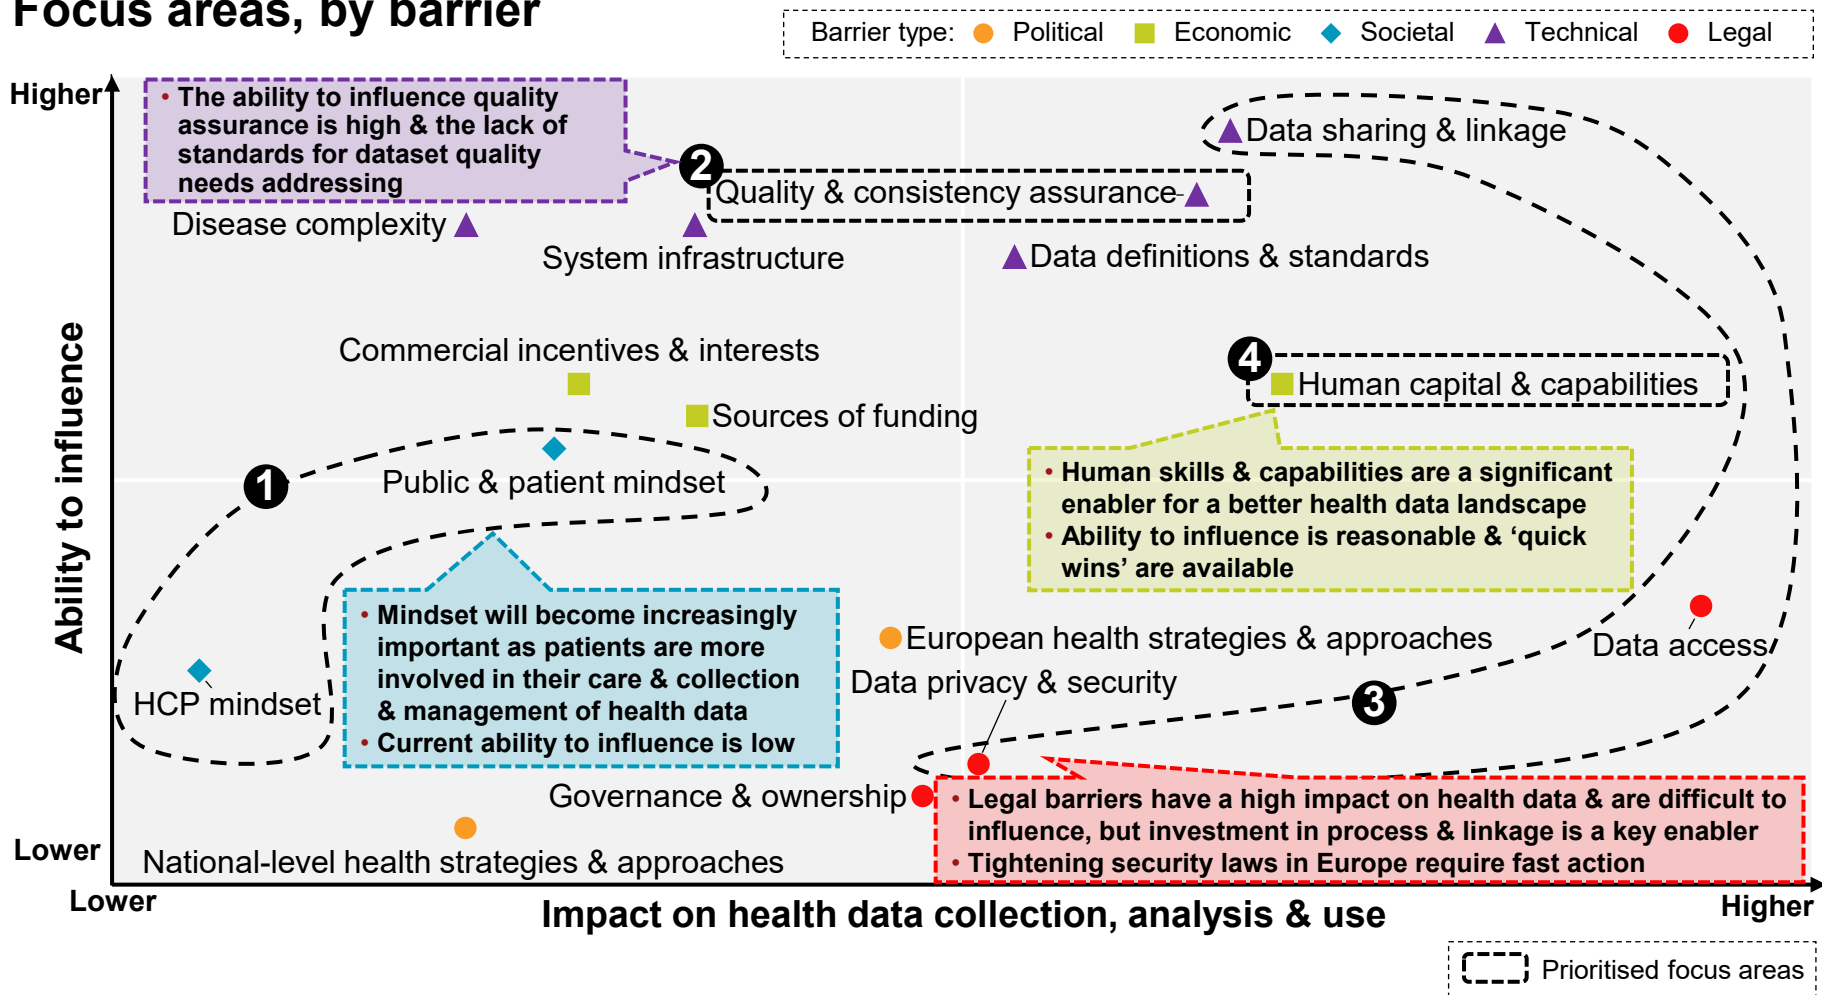 Focus areas, by barrier
Barrier type: Political Economic Societal Technical Legal
Higher
• The ability to influence quality
assurance is high & the lack of
standards for dataset quality
needs addressing
Data sharing & linkage
2
Quality & consistency assurance
Disease complexity
System infrastructure
Data definitions & standards
Commercial incentives & interests
4
Human capital & capabilities
Sources of funding
Ability to influence
1
Public & patient mindset
• Human skills & capabilities are a significant
enabler for a better health data landscape
• Ability to influence is reasonable & ‘quick
wins’ are available
• Mindset will become increasingly
important as patients are more
involved in their care & collection
& management of health data
• Current ability to influence is low
European health strategies & approaches
Data access
Data privacy & security
HCP mindset
3
Governance & ownership
• Legal barriers have a high impact on health data & are difficult to
influence, but investment in process & linkage is a key enabler
• Tightening security laws in Europe require fast action
National-level health strategies & approaches
Lower
Lower
Impact on health data collection, analysis & use
Higher
Prioritised focus areas